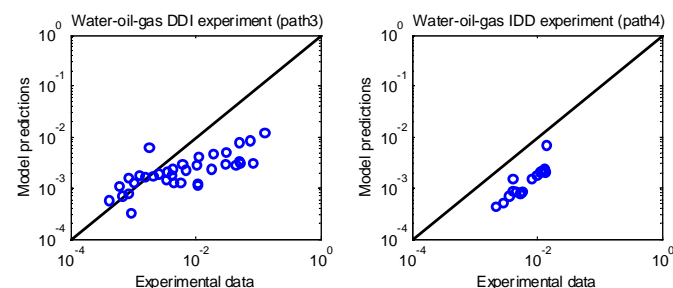 Water-oil-gas DDI experiment (path3)
10^0
10^-1
10^-2
10^-3
10^-4
Model predictions
10^-4
10^-2
10^0
Experimental data
Water-oil-gas IDD experiment (path4)
10^0
10^-1
10^-2
10^-3
10^-4
Model predictions
10^-4
10^-2
10^0
Experimental data